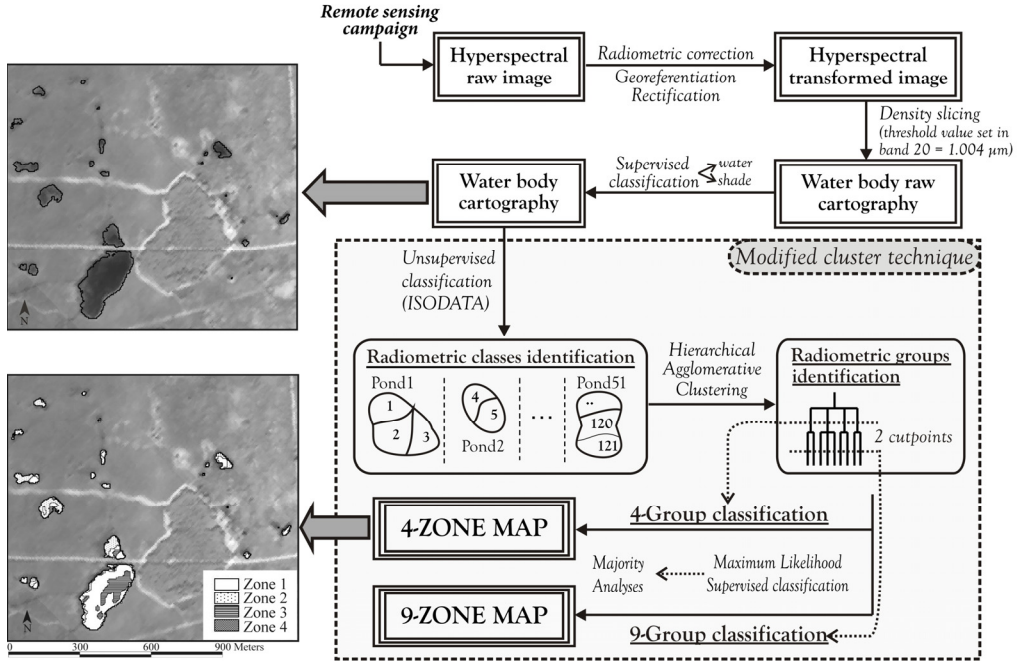 Remote sensing
campaign
Hyperspectral
raw image
Radiometric correction
Georeferentiation
Rectification
Hyperspectral
transformed image
Density slicing
(threshold value set in
band 20 = 1.004 µm)
Water body
cartography
Supervised
classification
water
shade
Water body raw
cartography
N
Unsupervised
classification
(ISODATA)
Modified cluster technique
Radiometric classes identification
Pond1
1
2
3
4
5
Pond2
...
Pond51
..
120
121
Hierarchical
Agglomerative
Clustering
Radiometric groups
identification
2 cutpoints
4-ZONE MAP
4-Group classification
Majority
Analyses
Maximum Likelihood
Supervised classification
9-ZONE MAP
9-Group classification
Zone 1
Zone 2
Zone 3
Zone 4
N
0 300 600 900 Meters